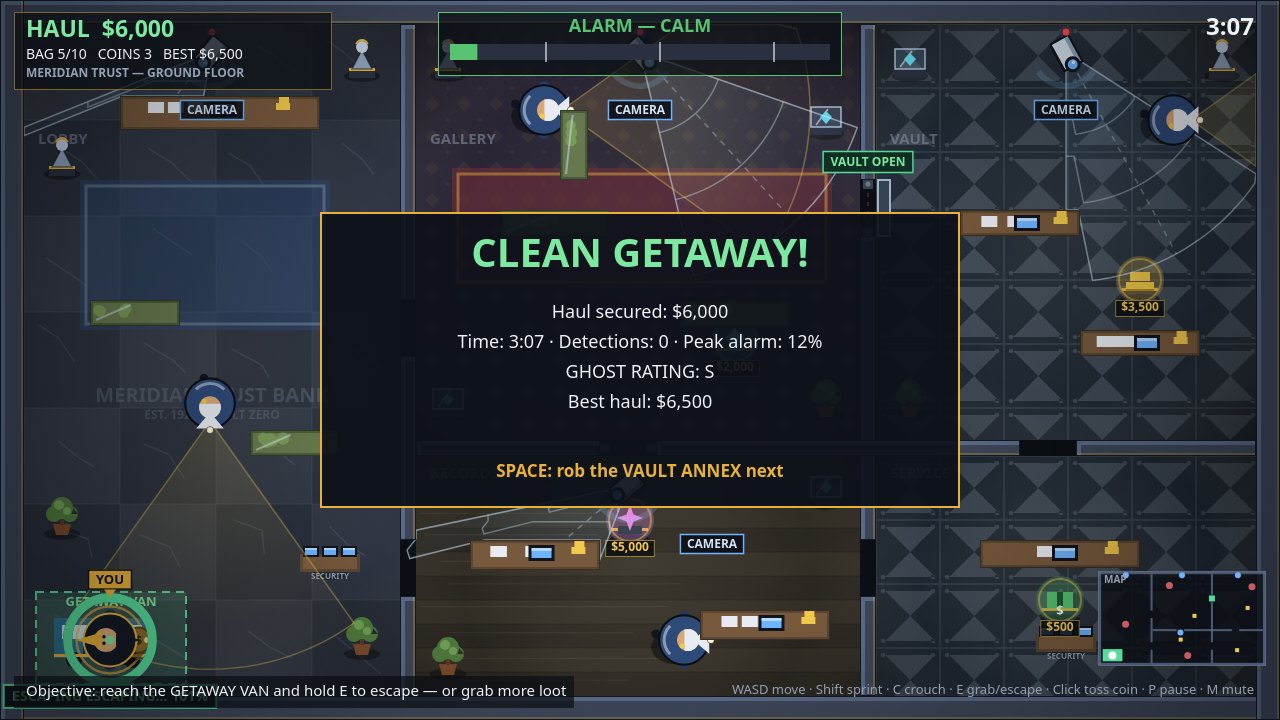 HAUL $6,000
BAG 5/10 COINS 3 BEST $6,500
MERIDIAN TRUST — GROUND FLOOR
ALARM — CALM
3:07
CAMERA
CAMERA
CAMERA
LOBBY
GALLERY
VAULT
VAULT OPEN
CLEAN GETAWAY!
Haul secured: $6,000
Time: 3:07 · Detections: 0 · Peak alarm: 12%
GHOST RATING: S
Best haul: $6,500
SPACE: rob the VAULT ANNEX next
$3,500
$2,000
RECORDS
SERVICE
$5,000
CAMERA
SECURITY
YOU
MAP
$
$500
SECURITY
Objective: reach the GETAWAY VAN and hold E to escape — or grab more loot
WASD move · Shift sprint · C crouch · E grab/escape · Click toss coin · P pause · M mute